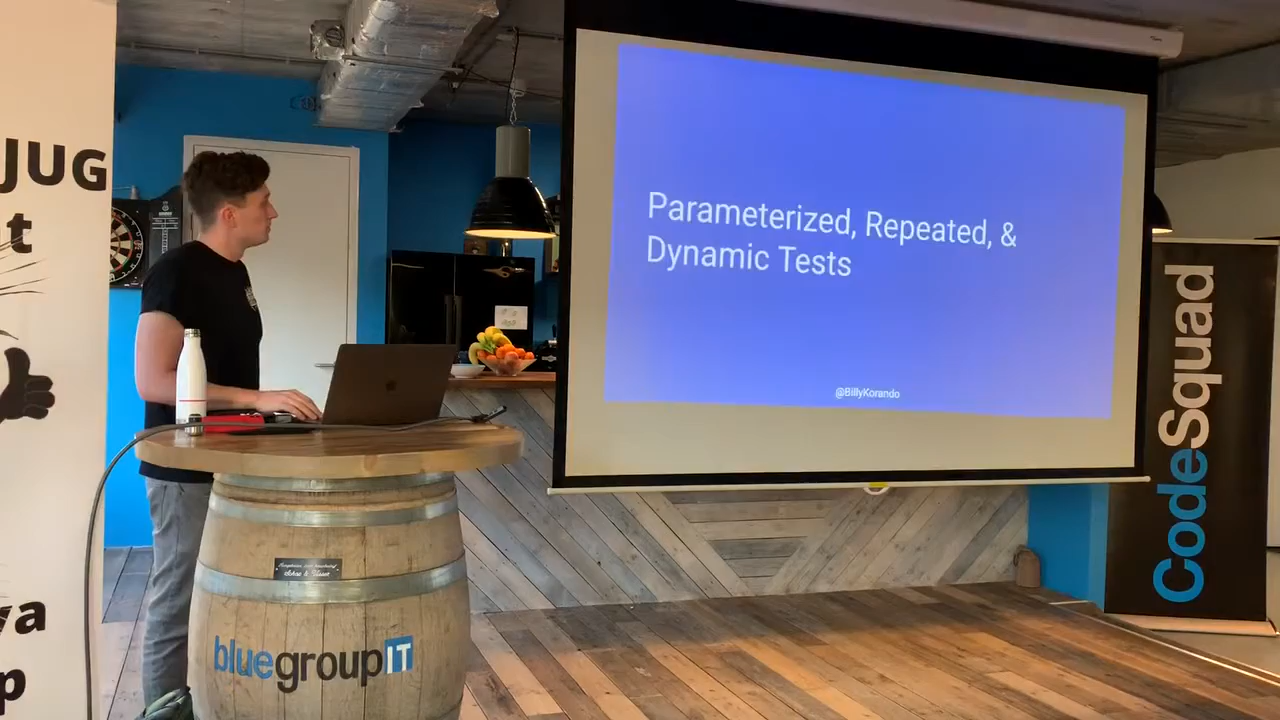 JUG
t
va
p
Parameterized, Repeated, &
Dynamic Tests
@BillyKorando
bluegroupIT
CodeSquad